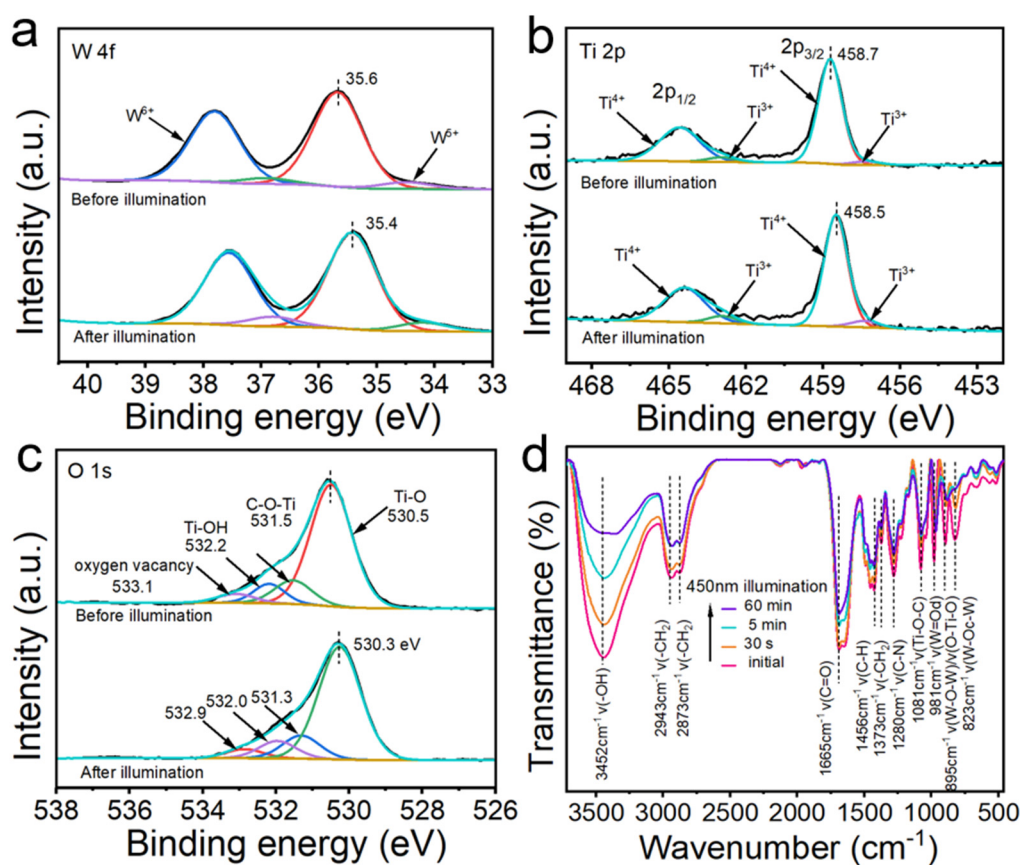 a
W 4f
35.6
W⁶⁺
W⁵⁺
Before illumination
35.4
After illumination
Intensity (a.u.)
40 39 38 37 36 35 34 33
Binding energy (eV)
b
Ti 2p
2p3/2
458.7
Ti⁴⁺
2p1/2
Ti⁴⁺
Ti³⁺
Ti³⁺
Before illumination
Ti⁴⁺
458.5
Ti⁴⁺
Ti³⁺
Ti³⁺
After illumination
Intensity (a.u.)
468 465 462 459 456 453
Binding energy (eV)
c
O 1s
C-O-Ti
531.5
Ti-O
530.5
Ti-OH
532.2
oxygen vacancy
533.1
Before illumination
530.3 eV
531.3
532.0
532.9
After illumination
Intensity (a.u.)
538 536 534 532 530 528 526
Binding energy (eV)
d
Transmittance (%)
450nm illumination
60 min
5 min
30 s
initial
3452cm⁻¹ v(-OH)
2943cm⁻¹ v(-CH₂)
2873cm⁻¹ v(-CH₂)
1665cm⁻¹ v(C=O)
1456cm⁻¹ v(C-H)
1373cm⁻¹ v(-CH₂)
1280cm⁻¹ v(C-N)
1081cm⁻¹ v(Ti-O-C)
981cm⁻¹ v(W=Od)
895cm⁻¹ v(W-O-W)/v(O-Ti-O)
823cm⁻¹ v(W-Oc-W)
3500 3000 2500 2000 1500 1000 500
Wavenumber (cm⁻¹)